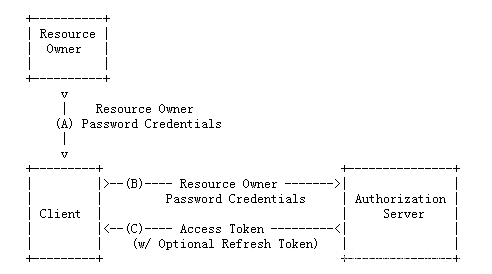 Resource
Owner
v
Resource Owner
(A) Password Credentials
v
>--(B)---- Resource Owner ------->
Password Credentials
Client
Authorization
Server
<--(C)---- Access Token ---------<
(w/ Optional Refresh Token)